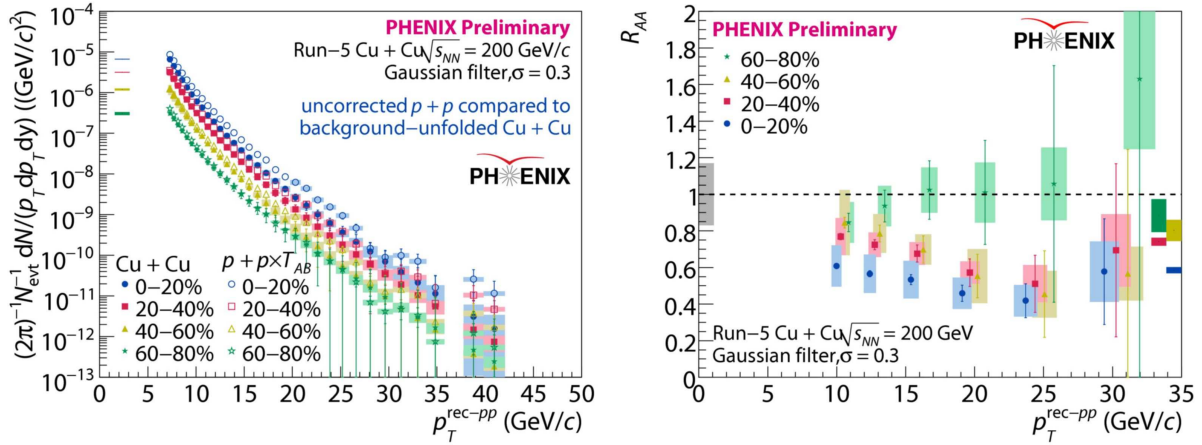 (2π)⁻¹N⁻¹evt dN/(pT dpT dy) ((GeV/c)²)
10⁻⁴
10⁻⁵
10⁻⁶
10⁻⁷
10⁻⁸
10⁻⁹
10⁻¹⁰
10⁻¹¹
10⁻¹²
10⁻¹³
PHENIX Preliminary
Run−5 Cu + Cu√sNN = 200 GeV/c
Gaussian filter,σ = 0.3
uncorrected p + p compared to
background−unfolded Cu + Cu
PHENIX
Cu + Cu p + p×TAB
0−20% 0−20%
20−40% 20−40%
40−60% 40−60%
60−80% 60−80%
0 5 10 15 20 25 30 35 40 45 50
pT rec−pp (GeV/c)
RAA
2
1.8
1.6
1.4
1.2
1
0.8
0.6
0.4
0.2
0
PHENIX Preliminary
PHENIX
60−80%
40−60%
20−40%
0−20%
Run−5 Cu + Cu√sNN = 200 GeV
Gaussian filter,σ = 0.3
0 5 10 15 20 25 30 35
pT rec−pp (GeV/c)